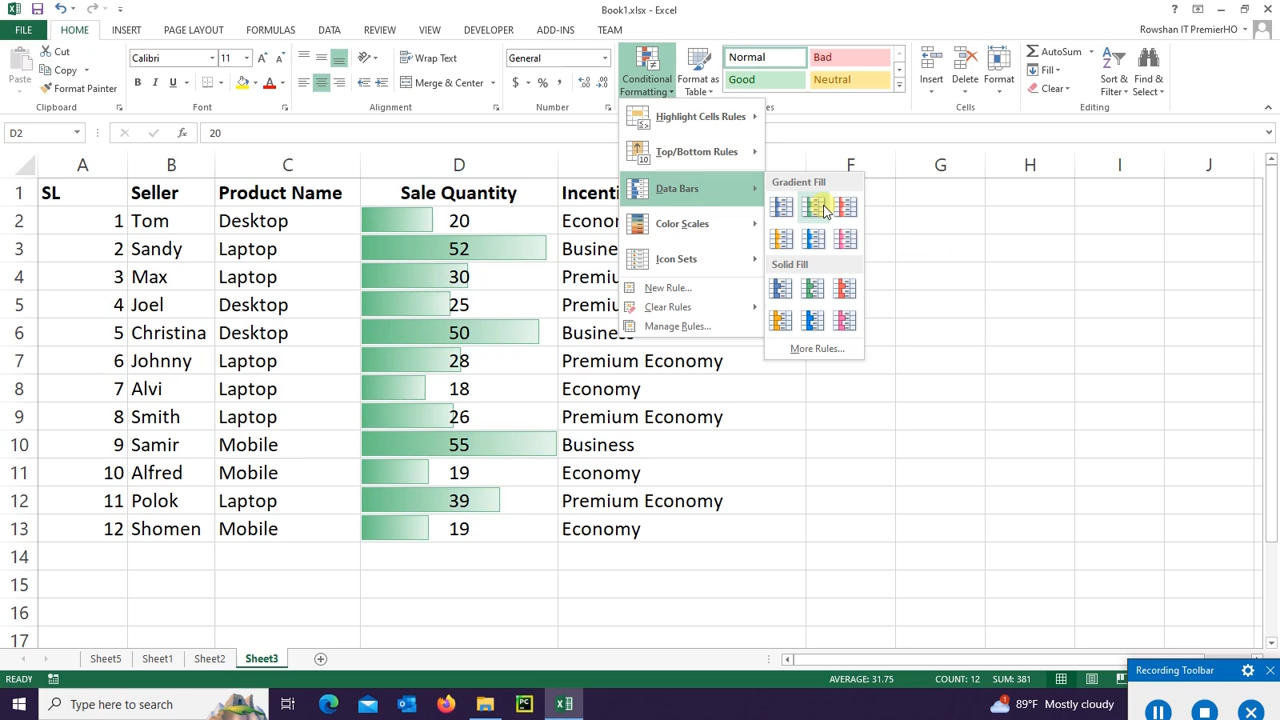 Book1.xlsx - Excel
FILE HOME INSERT PAGE LAYOUT FORMULAS DATA REVIEW VIEW DEVELOPER ADD-INS TEAM Rowshan IT PremierHO
Paste Cut Copy Format Painter
Calibri 11 B I U A
Wrap Text Merge & Center
General $ % ,
Conditional Formatting Format as Table
Normal Bad Good Neutral
Insert Delete Format
AutoSum Fill Clear Sort & Filter Find & Select
Clipboard Font Alignment Number Cells Editing
D2 fx 20
Highlight Cells Rules
Top/Bottom Rules
Data Bars
Color Scales
Icon Sets
New Rule...
Clear Rules
Manage Rules...
Gradient Fill
Solid Fill
More Rules...
A B C D F G H I J
1 SL Seller Product Name Sale Quantity Incenti
2 1 Tom Desktop 20 Econo
3 2 Sandy Laptop 52 Busine
4 3 Max Laptop 30 Premiu
5 4 Joel Desktop 25 Econo
6 5 Christina Desktop 50 Busine
7 6 Johnny Laptop 28 Premium Economy
8 7 Alvi Laptop 18 Economy
9 8 Smith Laptop 26 Premium Economy
10 9 Samir Mobile 55 Business
11 10 Alfred Mobile 19 Economy
12 11 Polok Laptop 39 Premium Economy
13 12 Shomen Mobile 19 Economy
14
15
16
17
Sheet5 Sheet1 Sheet2 Sheet3
READY AVERAGE: 31.75 COUNT: 12 SUM: 381
Recording Toolbar
Type here to search
89°F Mostly cloudy